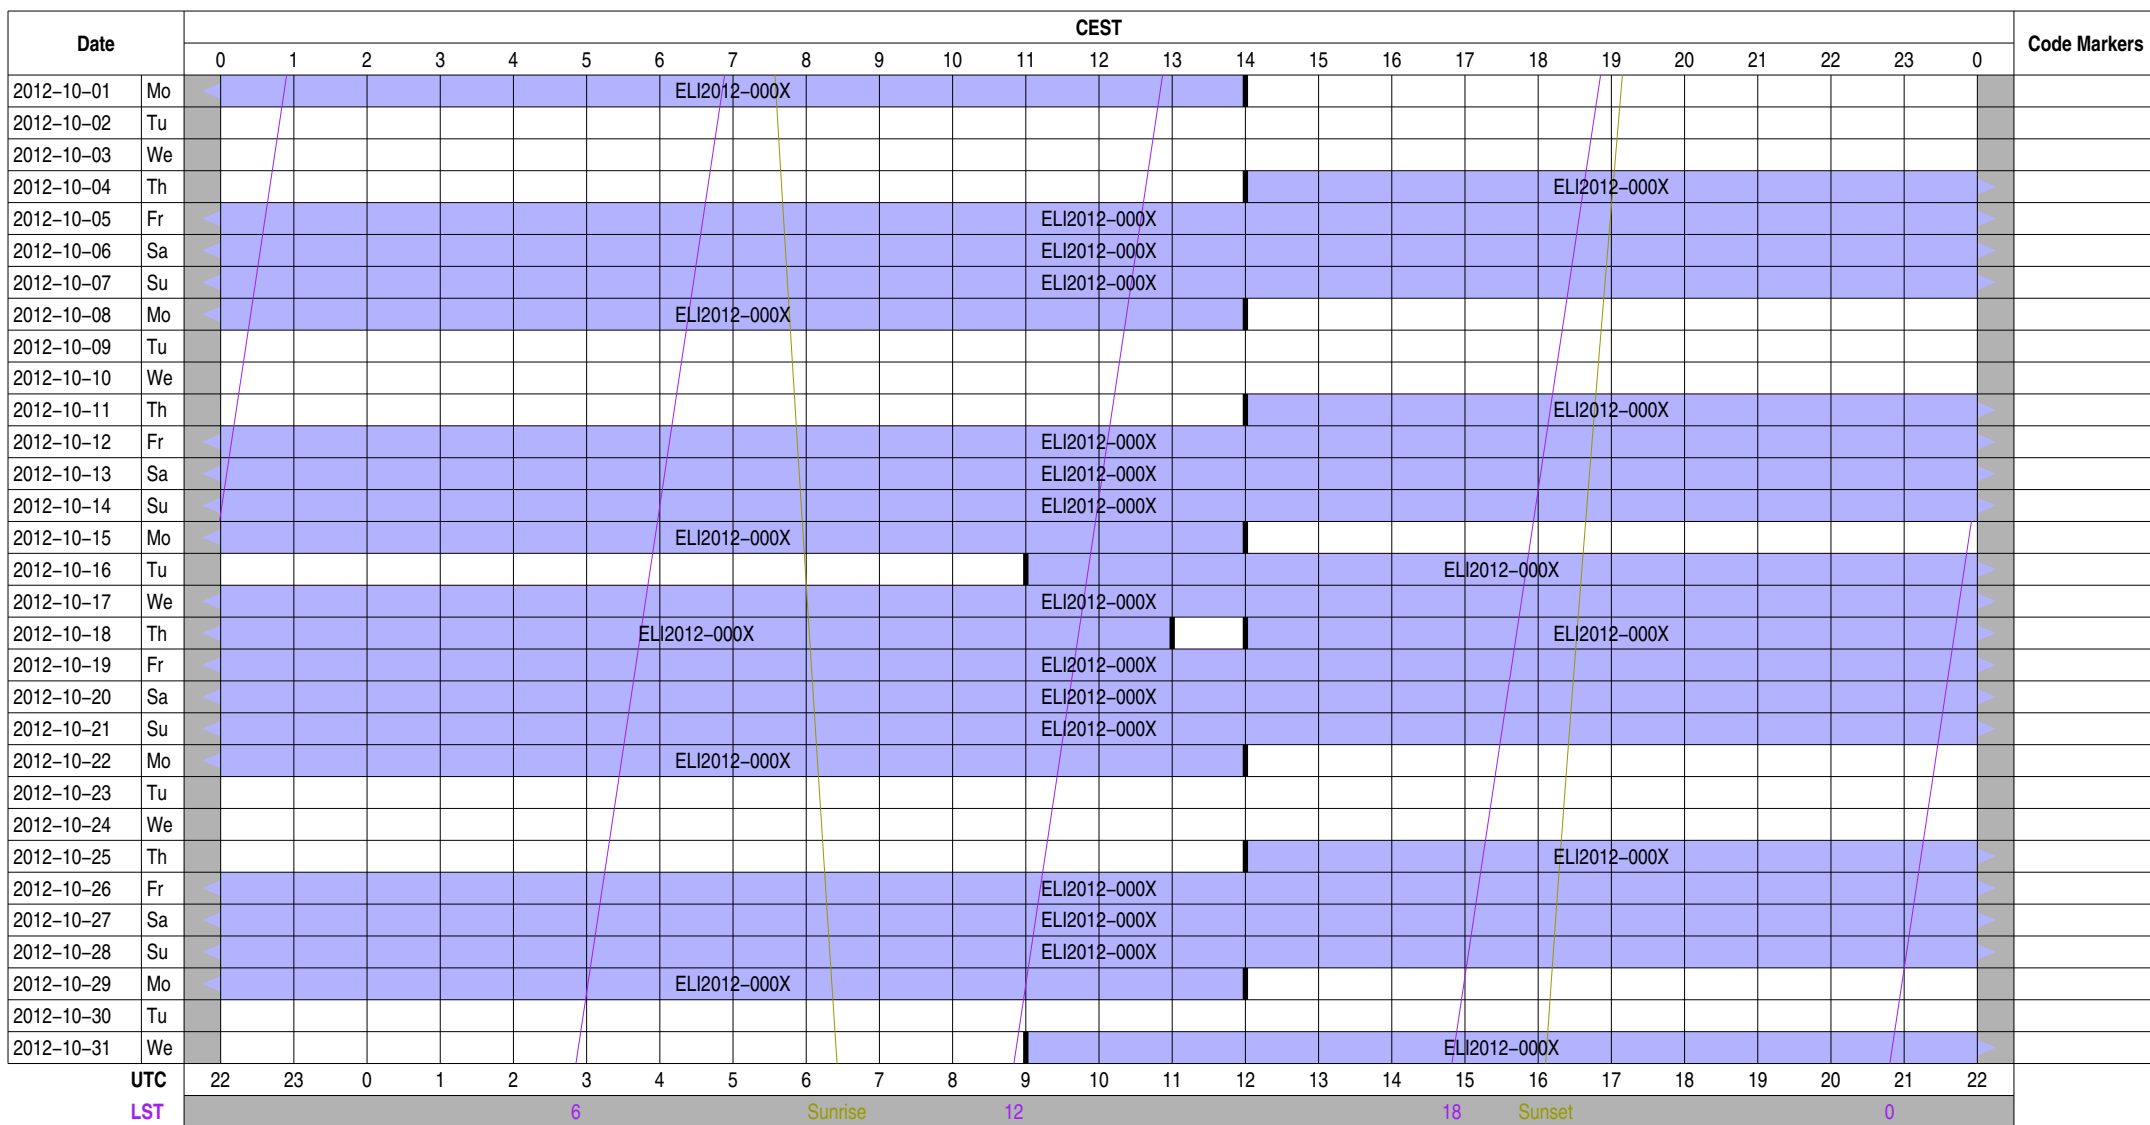 CEST
Date Code Markers
0 1 2 3 4 5 6 7 8 9 10 11 12 13 14 15 16 17 18 19 20 21 22 23 0
2012-10-01 Mo ELI2012-000X
2012-10-02 Tu
2012-10-03 We
2012-10-04 Th ELI2012-000X
2012-10-05 Fr ELI2012-000X
2012-10-06 Sa ELI2012-000X
2012-10-07 Su ELI2012-000X
2012-10-08 Mo ELI2012-000X
2012-10-09 Tu
2012-10-10 We
2012-10-11 Th ELI2012-000X
2012-10-12 Fr ELI2012-000X
2012-10-13 Sa ELI2012-000X
2012-10-14 Su ELI2012-000X
2012-10-15 Mo ELI2012-000X
2012-10-16 Tu ELI2012-000X
2012-10-17 We ELI2012-000X
2012-10-18 Th ELI2012-000X ELI2012-000X
2012-10-19 Fr ELI2012-000X
2012-10-20 Sa ELI2012-000X
2012-10-21 Su ELI2012-000X
2012-10-22 Mo ELI2012-000X
2012-10-23 Tu
2012-10-24 We
2012-10-25 Th ELI2012-000X
2012-10-26 Fr ELI2012-000X
2012-10-27 Sa ELI2012-000X
2012-10-28 Su ELI2012-000X
2012-10-29 Mo ELI2012-000X
2012-10-30 Tu
2012-10-31 We ELI2012-000X
UTC 22 23 0 1 2 3 4 5 6 7 8 9 10 11 12 13 14 15 16 17 18 19 20 21 22
LST 6 Sunrise 12 18 Sunset 0